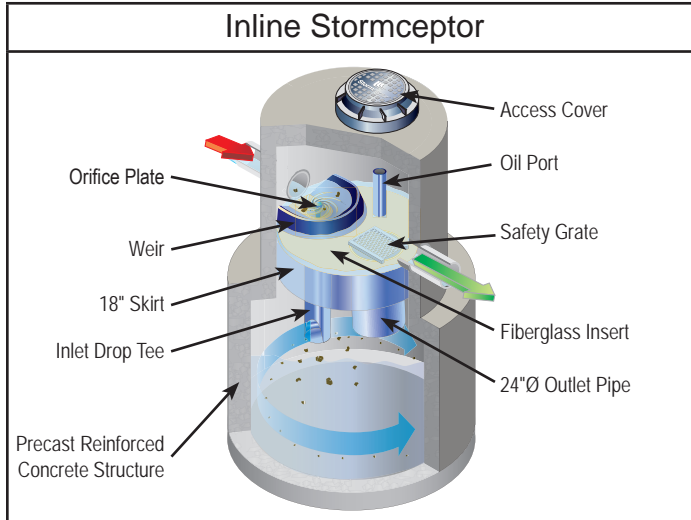 Inline Stormceptor
Access Cover
Oil Port
Orifice Plate
Safety Grate
Weir
18" Skirt
Fiberglass Insert
Inlet Drop Tee
24"Ø Outlet Pipe
Precast Reinforced
Concrete Structure